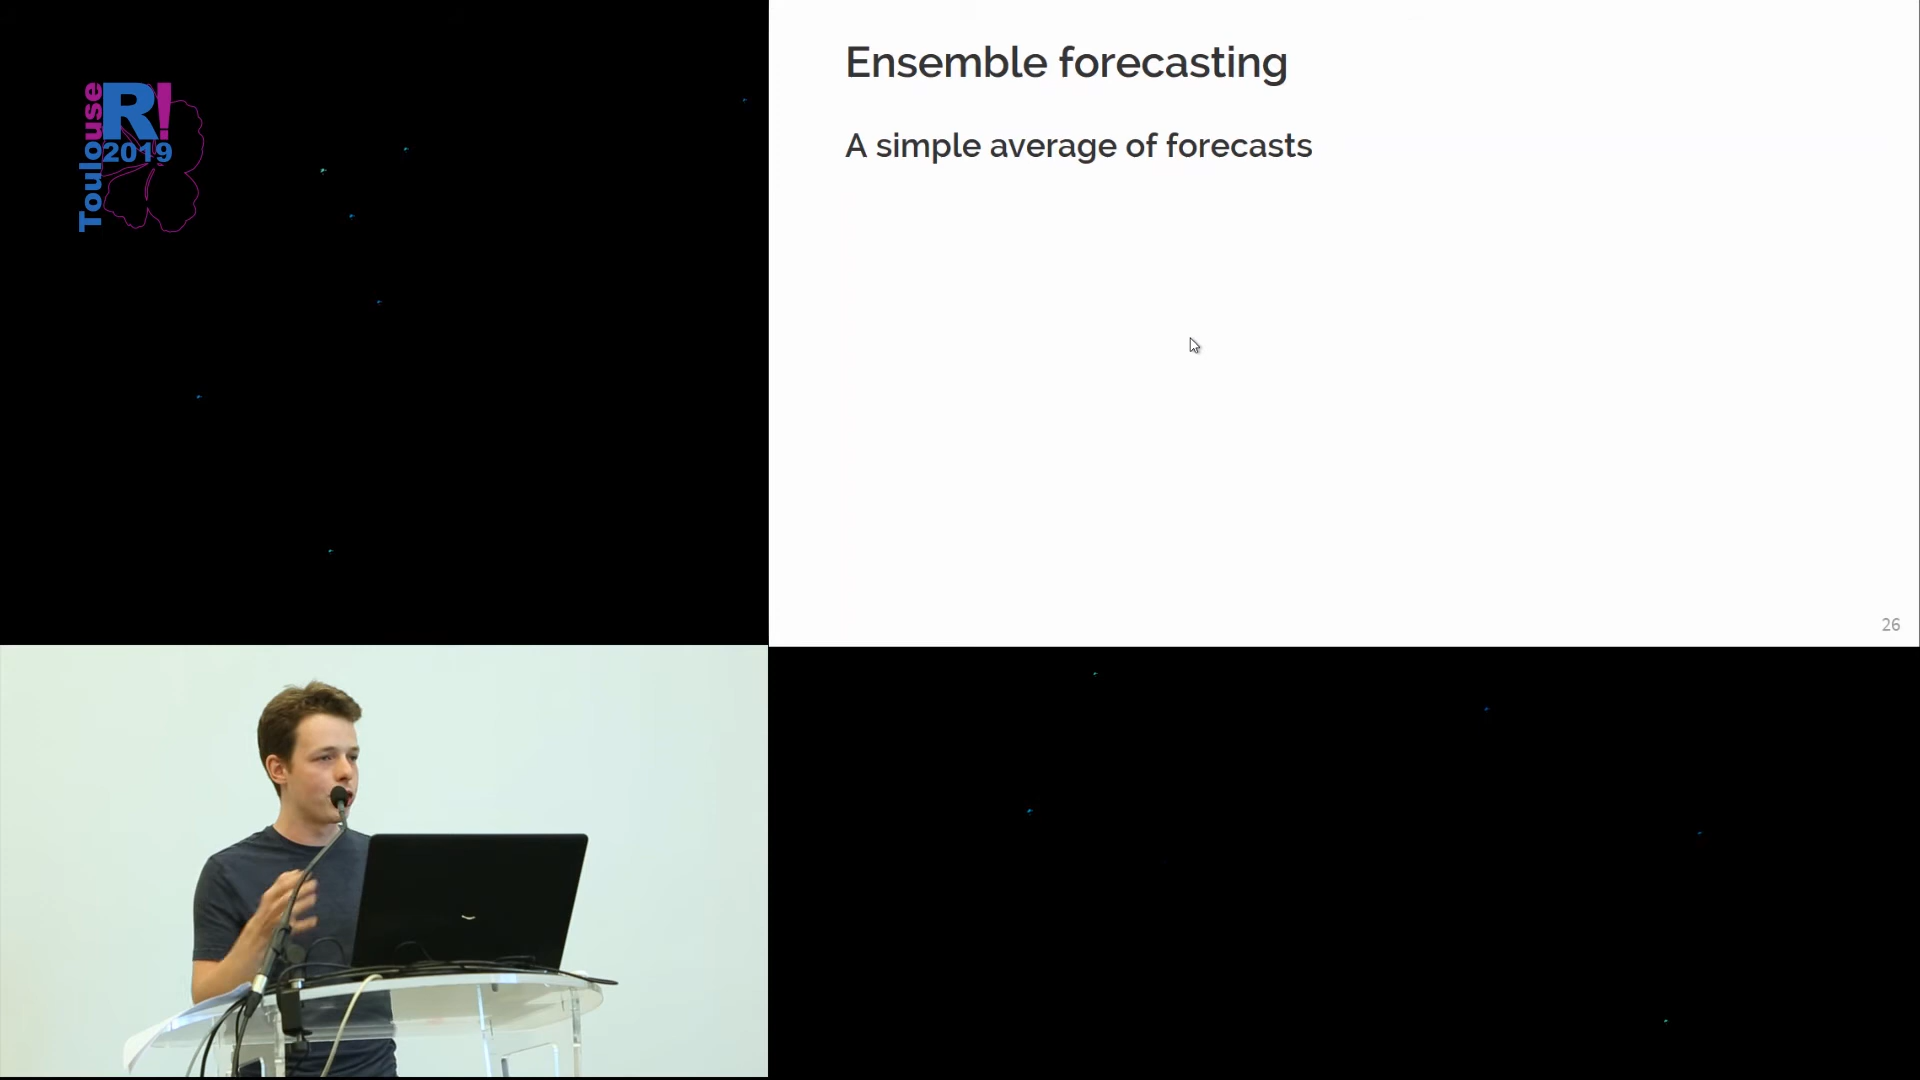 Toulouse
R!
2019
Ensemble forecasting
A simple average of forecasts
26